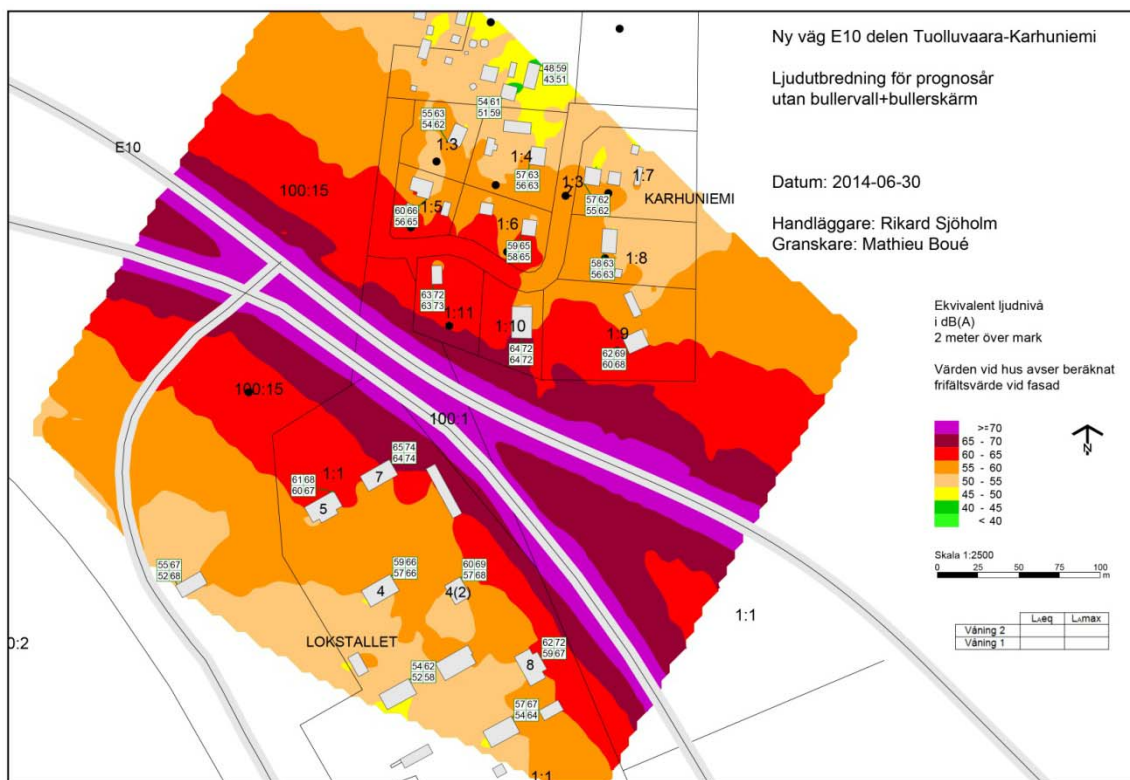 Ny väg E10 delen Tuolluvaara-Karhuniemi
Ljudutbredning för prognosår
utan bullervall+bullerskärm
Datum: 2014-06-30
Handläggare: Rikard Sjöholm
Granskare: Mathieu Boué
Ekvivalent ljudnivå
i dB(A)
2 meter över mark
Värden vid hus avser beräknat
frifältsvärde vid fasad
>=70
65 - 70
60 - 65
55 - 60
50 - 55
45 - 50
40 - 45
< 40
N
Skala 1:2500
0 25 50 75 100
m
LAeq LAmax
Våning 2
Våning 1
E10
48 59
43 51
54 61
51 59
55 63
54 62
1:3
1:4
57 63
56 63
1:3
1:7
KARHUNIEMI
57 62
55 62
100:15
1:5
60 66
56 65
1:6
59 65
58 65
58 63
56 63
1:8
63 72
63 73
1:11
1:10
64 72
64 72
1:9
62 69
60 68
100:15
100:1
65 74
64 74
7
1:1
61 68
60 67
5
55 67
52 68
59 66
57 66
4
60 69
57 68
4(2)
1:1
LOKSTALLET
0:2
62 72
59 67
8
54 62
52 58
57 67
54 64
1:1